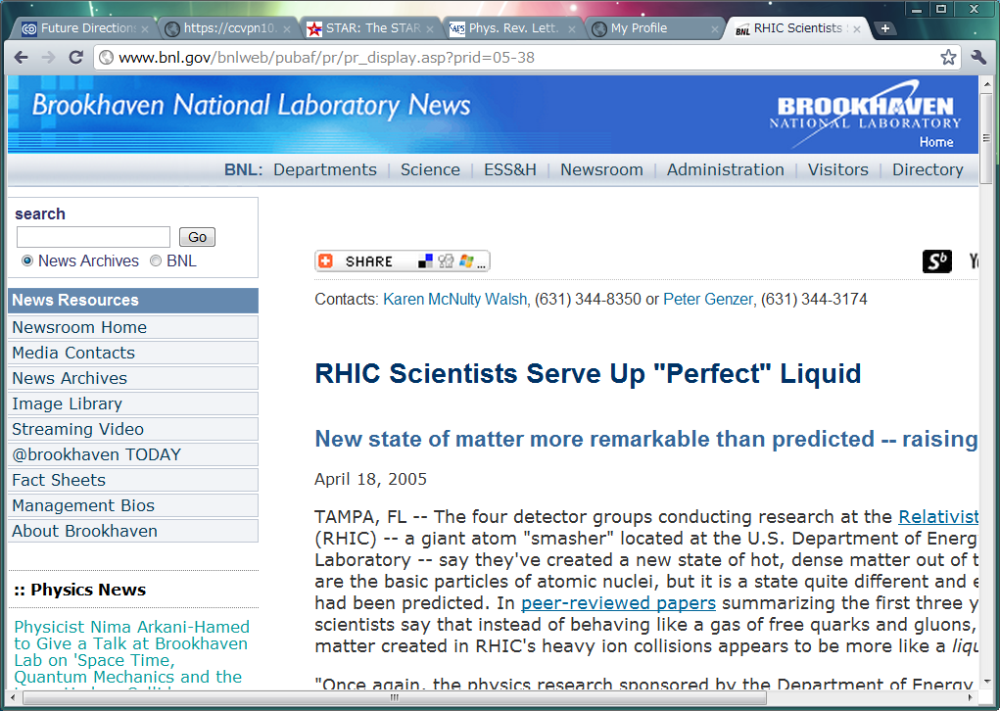 Future Directions
https://ccvpn10.
STAR: The STAR
Phys. Rev. Lett.
My Profile
BNL RHIC Scientists
www.bnl.gov/bnlweb/pubaf/pr/pr_display.asp?prid=05-38
Brookhaven National Laboratory News
BROOKHAVEN
NATIONAL LABORATORY
Home
BNL: Departments | Science | ESS&H | Newsroom | Administration | Visitors | Directory
search
Go
News Archives BNL
News Resources
Newsroom Home
Media Contacts
News Archives
Image Library
Streaming Video
@brookhaven TODAY
Fact Sheets
Management Bios
About Brookhaven
:: Physics News
Physicist Nima Arkani-Hamed
to Give a Talk at Brookhaven
Lab on 'Space Time,
Quantum Mechanics and the
SHARE ...
Sb
Contacts: Karen McNulty Walsh, (631) 344-8350 or Peter Genzer, (631) 344-3174
RHIC Scientists Serve Up "Perfect" Liquid
New state of matter more remarkable than predicted -- raising
April 18, 2005
TAMPA, FL -- The four detector groups conducting research at the Relativist
(RHIC) -- a giant atom "smasher" located at the U.S. Department of Energ
Laboratory -- say they've created a new state of hot, dense matter out of t
are the basic particles of atomic nuclei, but it is a state quite different and e
had been predicted. In peer-reviewed papers summarizing the first three y
scientists say that instead of behaving like a gas of free quarks and gluons,
matter created in RHIC's heavy ion collisions appears to be more like a liqu
"Once again, the physics research sponsored by the Department of Energy